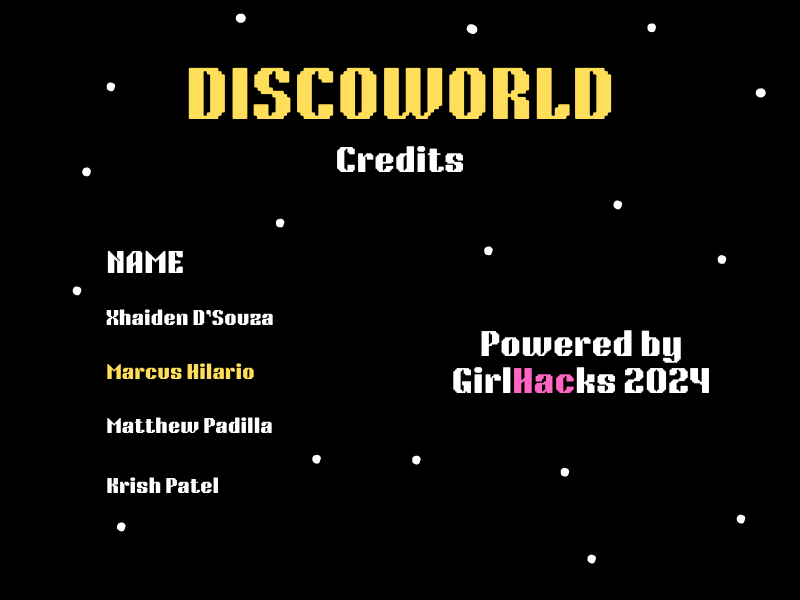 DISCOWORLD
Credits
NAME
Xhaiden D'Souza
Marcus Hilario
Matthew Padilla
Krish Patel
Powered by
GirlHacks 2024